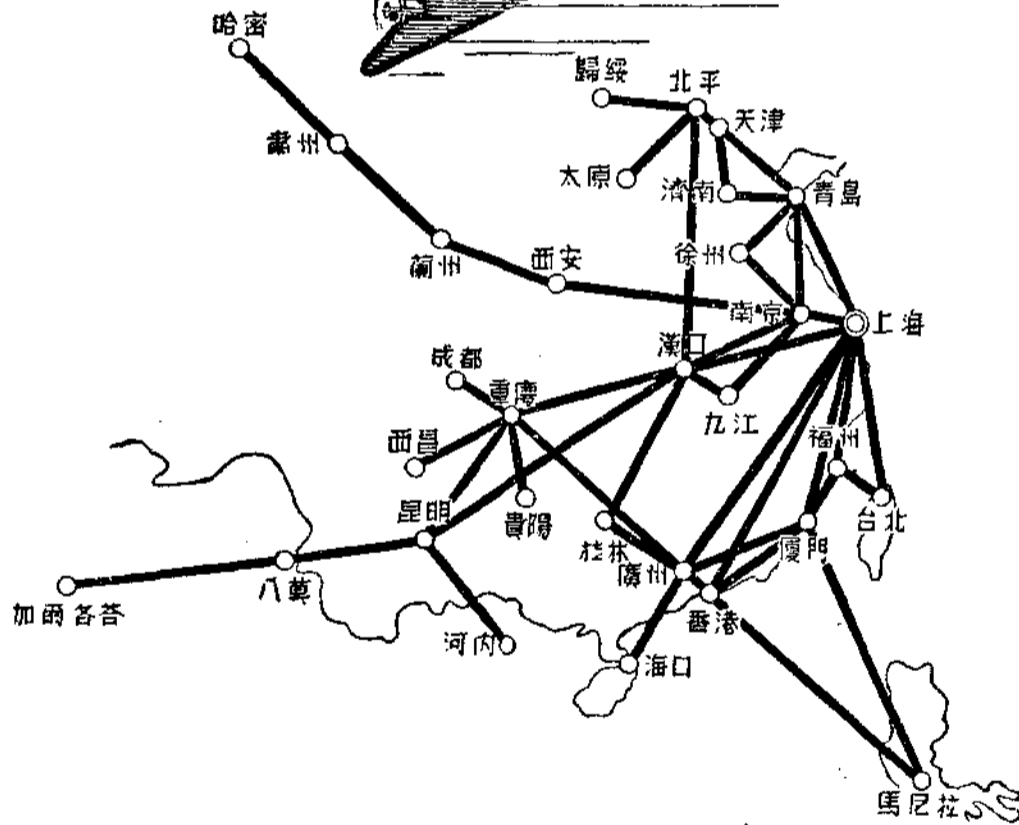 哈密
歸綏
北平
天津
肅州
太原
濟南
青島
徐州
蘭州
西安
南京
上海
漢口
成都
重慶
九江
福州
西昌
昆明
貴陽
桂林
廣州
廈門
台北
八莫
加爾各答
香港
河內
海口
馬尼拉